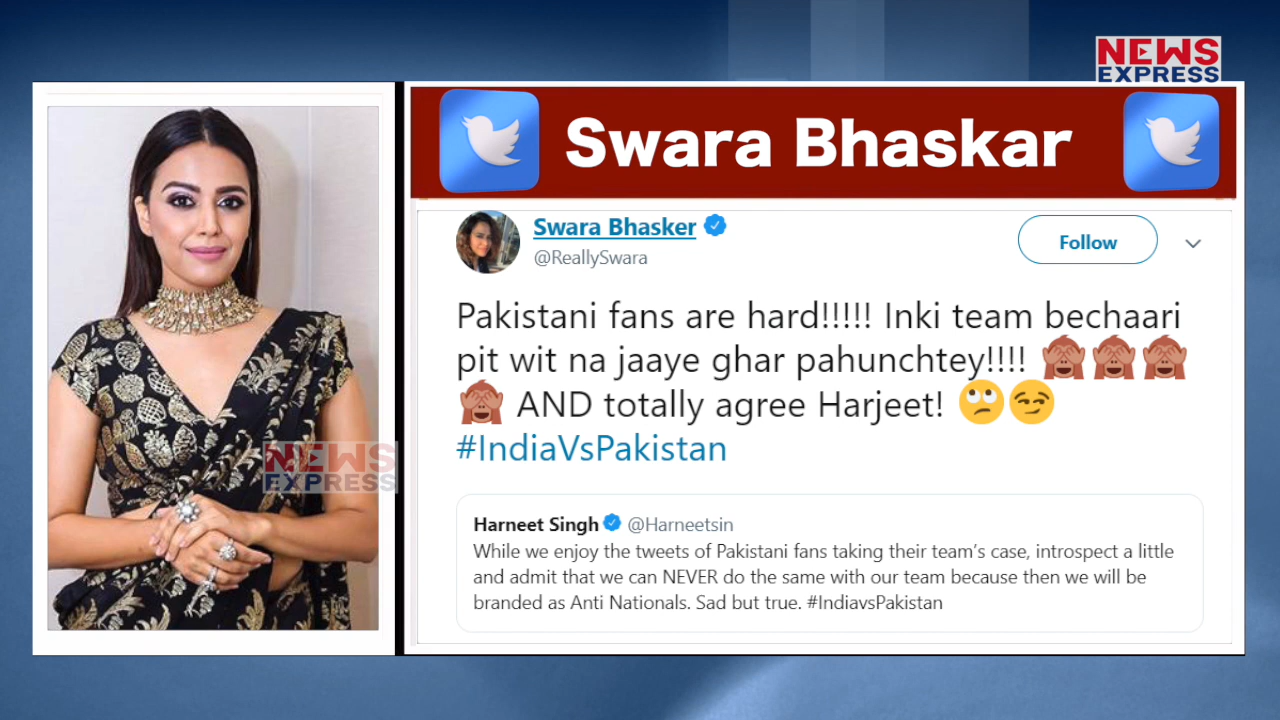 NEWS
EXPRESS
Swara Bhaskar
Swara Bhasker
@ReallySwara
Follow
Pakistani fans are hard!!!!! Inki team bechaari
pit wit na jaaye ghar pahunchtey!!!! 🙈🙈🙈
🙈 AND totally agree Harjeet! 🙄😏
#IndiaVsPakistan
NEWS
EXPRESS
Harneet Singh @Harneetsin
While we enjoy the tweets of Pakistani fans taking their team's case, introspect a little
and admit that we can NEVER do the same with our team because then we will be
branded as Anti Nationals. Sad but true. #IndiavsPakistan